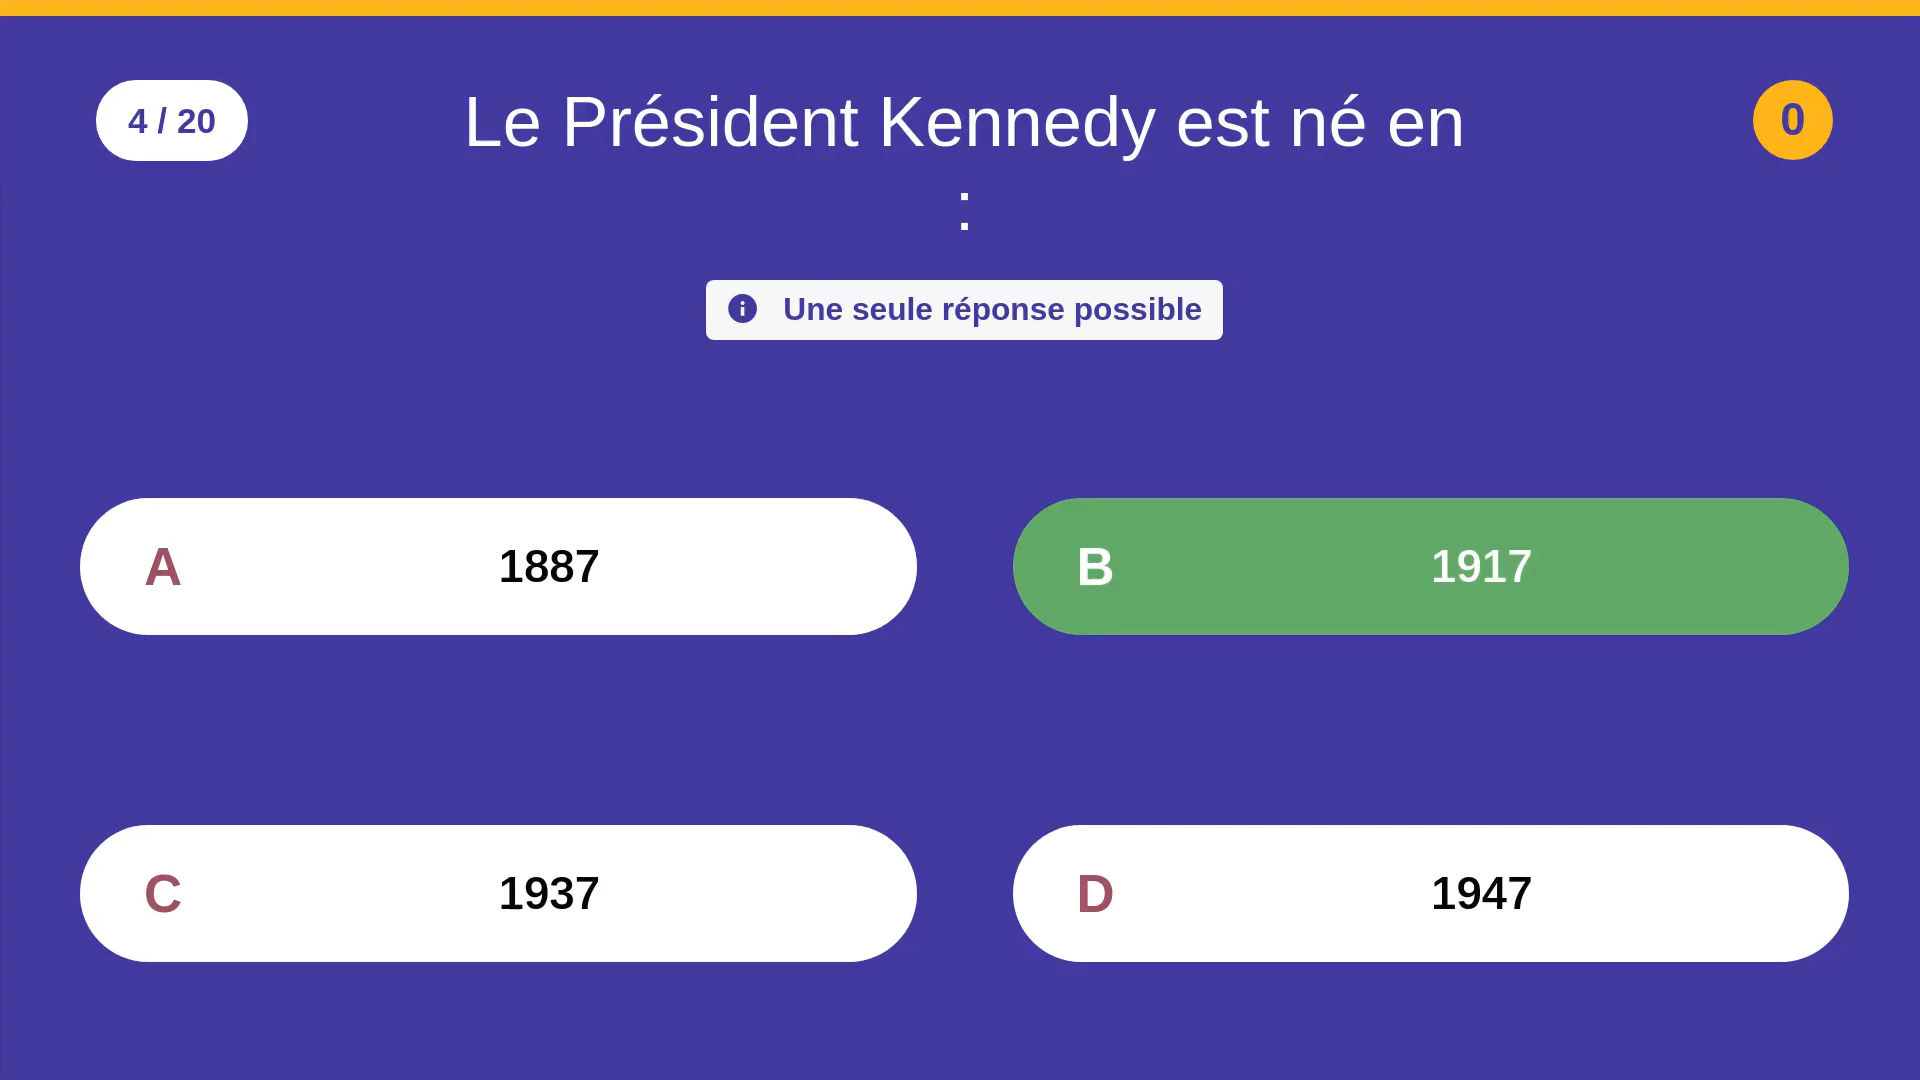 4 / 20
Le Président Kennedy est né en
:
0
Une seule réponse possible
A 1887
B 1917
C 1937
D 1947